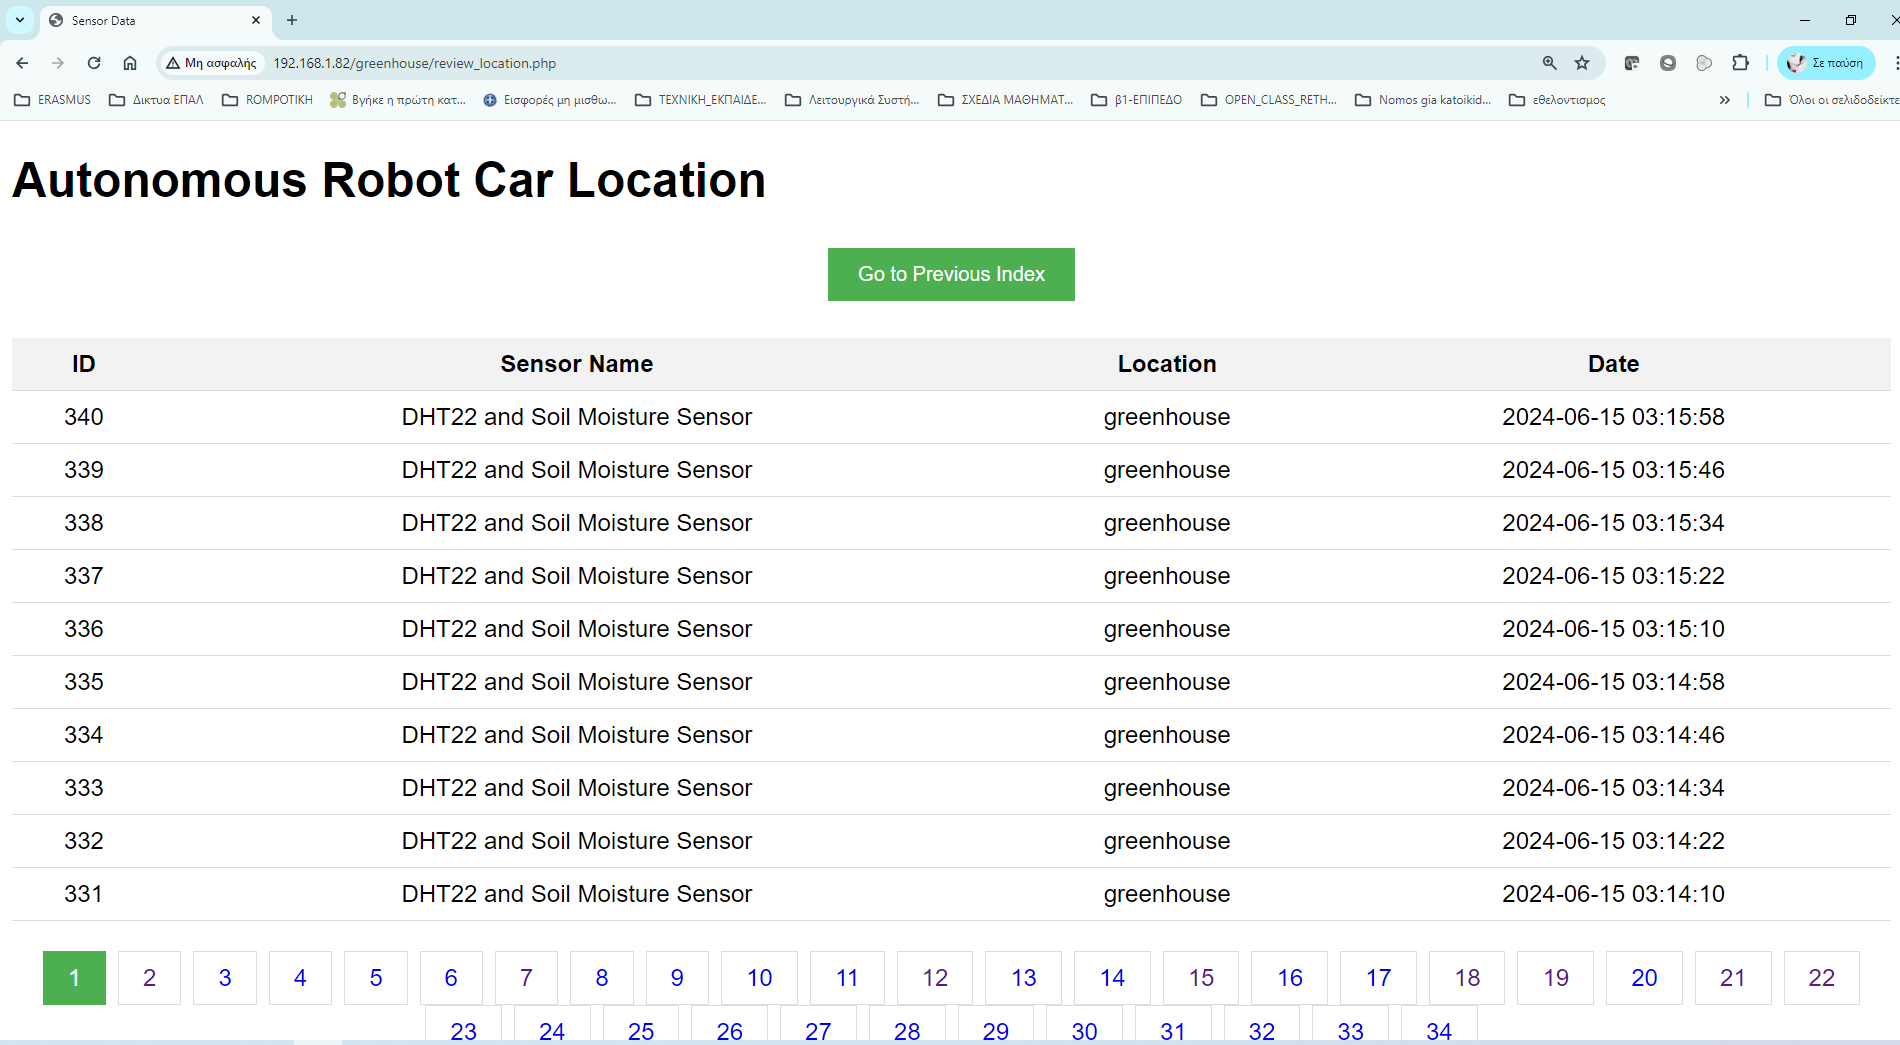 Sensor Data
Μη ασφαλής 192.168.1.82/greenhouse/review_location.php Σε παύση
ERASMUS Δικτυα ΕΠΑΛ ROMPOTIKH Βγήκε η πρώτη κατ... Εισφορές μη μισθω... ΤΕΧΝΙΚΗ_ΕΚΠΑΙΔΕ... Λειτουργικά Συστή... ΣΧΕΔΙΑ ΜΑΘΗΜΑΤ... β1-ΕΠΙΠΕΔΟ OPEN_CLASS_RETH... Nomos gia katoikid... εθελοντισμος » Όλοι οι σελιδοδείκτε
Autonomous Robot Car Location
Go to Previous Index
ID Sensor Name Location Date
340 DHT22 and Soil Moisture Sensor greenhouse 2024-06-15 03:15:58
339 DHT22 and Soil Moisture Sensor greenhouse 2024-06-15 03:15:46
338 DHT22 and Soil Moisture Sensor greenhouse 2024-06-15 03:15:34
337 DHT22 and Soil Moisture Sensor greenhouse 2024-06-15 03:15:22
336 DHT22 and Soil Moisture Sensor greenhouse 2024-06-15 03:15:10
335 DHT22 and Soil Moisture Sensor greenhouse 2024-06-15 03:14:58
334 DHT22 and Soil Moisture Sensor greenhouse 2024-06-15 03:14:46
333 DHT22 and Soil Moisture Sensor greenhouse 2024-06-15 03:14:34
332 DHT22 and Soil Moisture Sensor greenhouse 2024-06-15 03:14:22
331 DHT22 and Soil Moisture Sensor greenhouse 2024-06-15 03:14:10
1 2 3 4 5 6 7 8 9 10 11 12 13 14 15 16 17 18 19 20 21 22
23 24 25 26 27 28 29 30 31 32 33 34